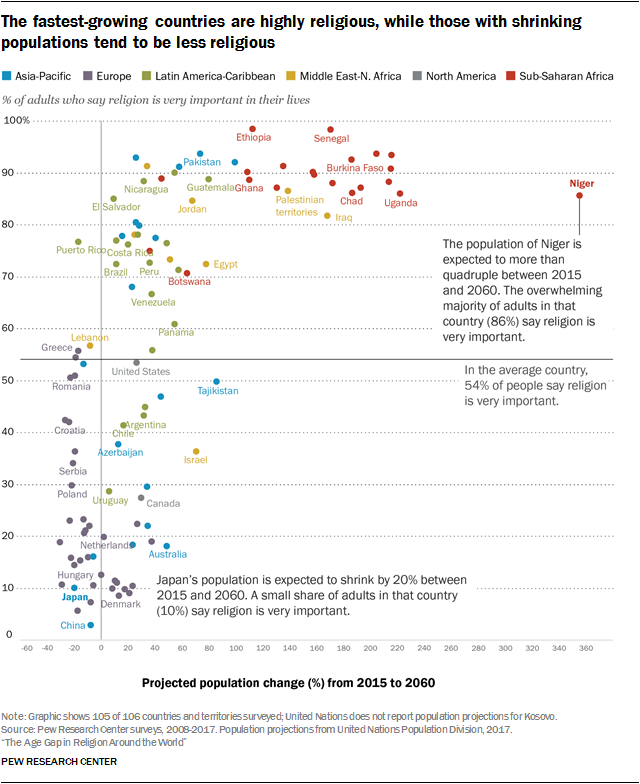 The fastest-growing countries are highly religious, while those with shrinking
populations tend to be less religious
Asia-Pacific
Europe
Latin America-Caribbean
Middle East-N. Africa
North America
Sub-Saharan Africa
% of adults who say religion is very important in their lives
100%
Ethiopia
Senegal
Pakistan
Burkina Faso
90
Nicaragua
Guatemala
Ghana
Niger
Palestinian
territories
Chad
Uganda
El Salvador
Jordan
Iraq
80
Puerto Rico
Costa Rica
Brazil
Peru
Egypt
The population of Niger is
expected to more than
quadruple between 2015
and 2060. The overwhelming
majority of adults in that
country (86%) say religion is
very important.
70
Botswana
Venezuela
Panama
60
Lebanon
Greece
United States
In the average country,
54% of people say religion
is very important.
50
Romania
Tajikistan
Argentina
Chile
40
Croatia
Azerbaijan
Israel
Serbia
30
Poland
Uruguay
Canada
20
Netherlands
Australia
Hungary
10
Japan
Denmark
Japan's population is expected to shrink by 20% between
2015 and 2060. A small share of adults in that country
(10%) say religion is very important.
China
0
-60 -40 -20 0 20 40 60 80 100 120 140 160 180 200 220 240 260 280 300 320 340 360
Projected population change (%) from 2015 to 2060
Note: Graphic shows 105 of 106 countries and territories surveyed; United Nations does not report population projections for Kosovo.
Source: Pew Research Center surveys, 2008-2017. Population projections from United Nations Population Division, 2017.
"The Age Gap in Religion Around the World"
PEW RESEARCH CENTER